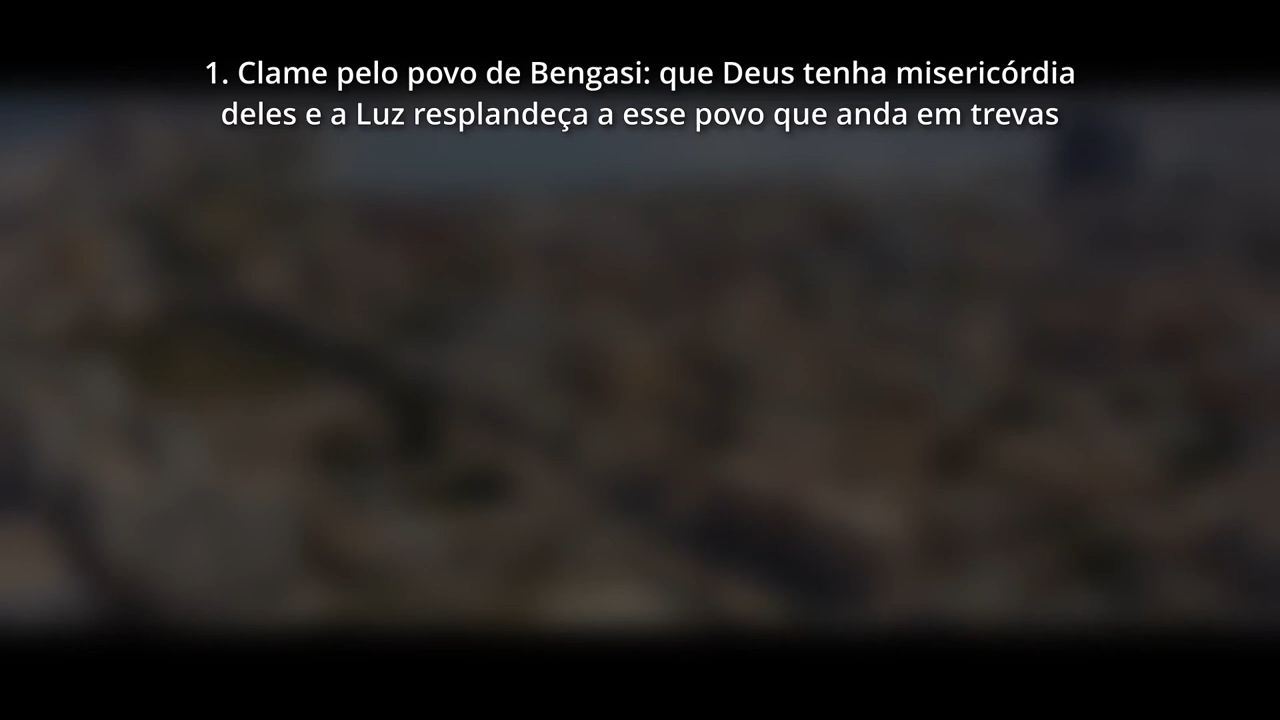 1. Clame pelo povo de Bengasi: que Deus tenha misericórdia
deles e a Luz resplandeça a esse povo que anda em trevas